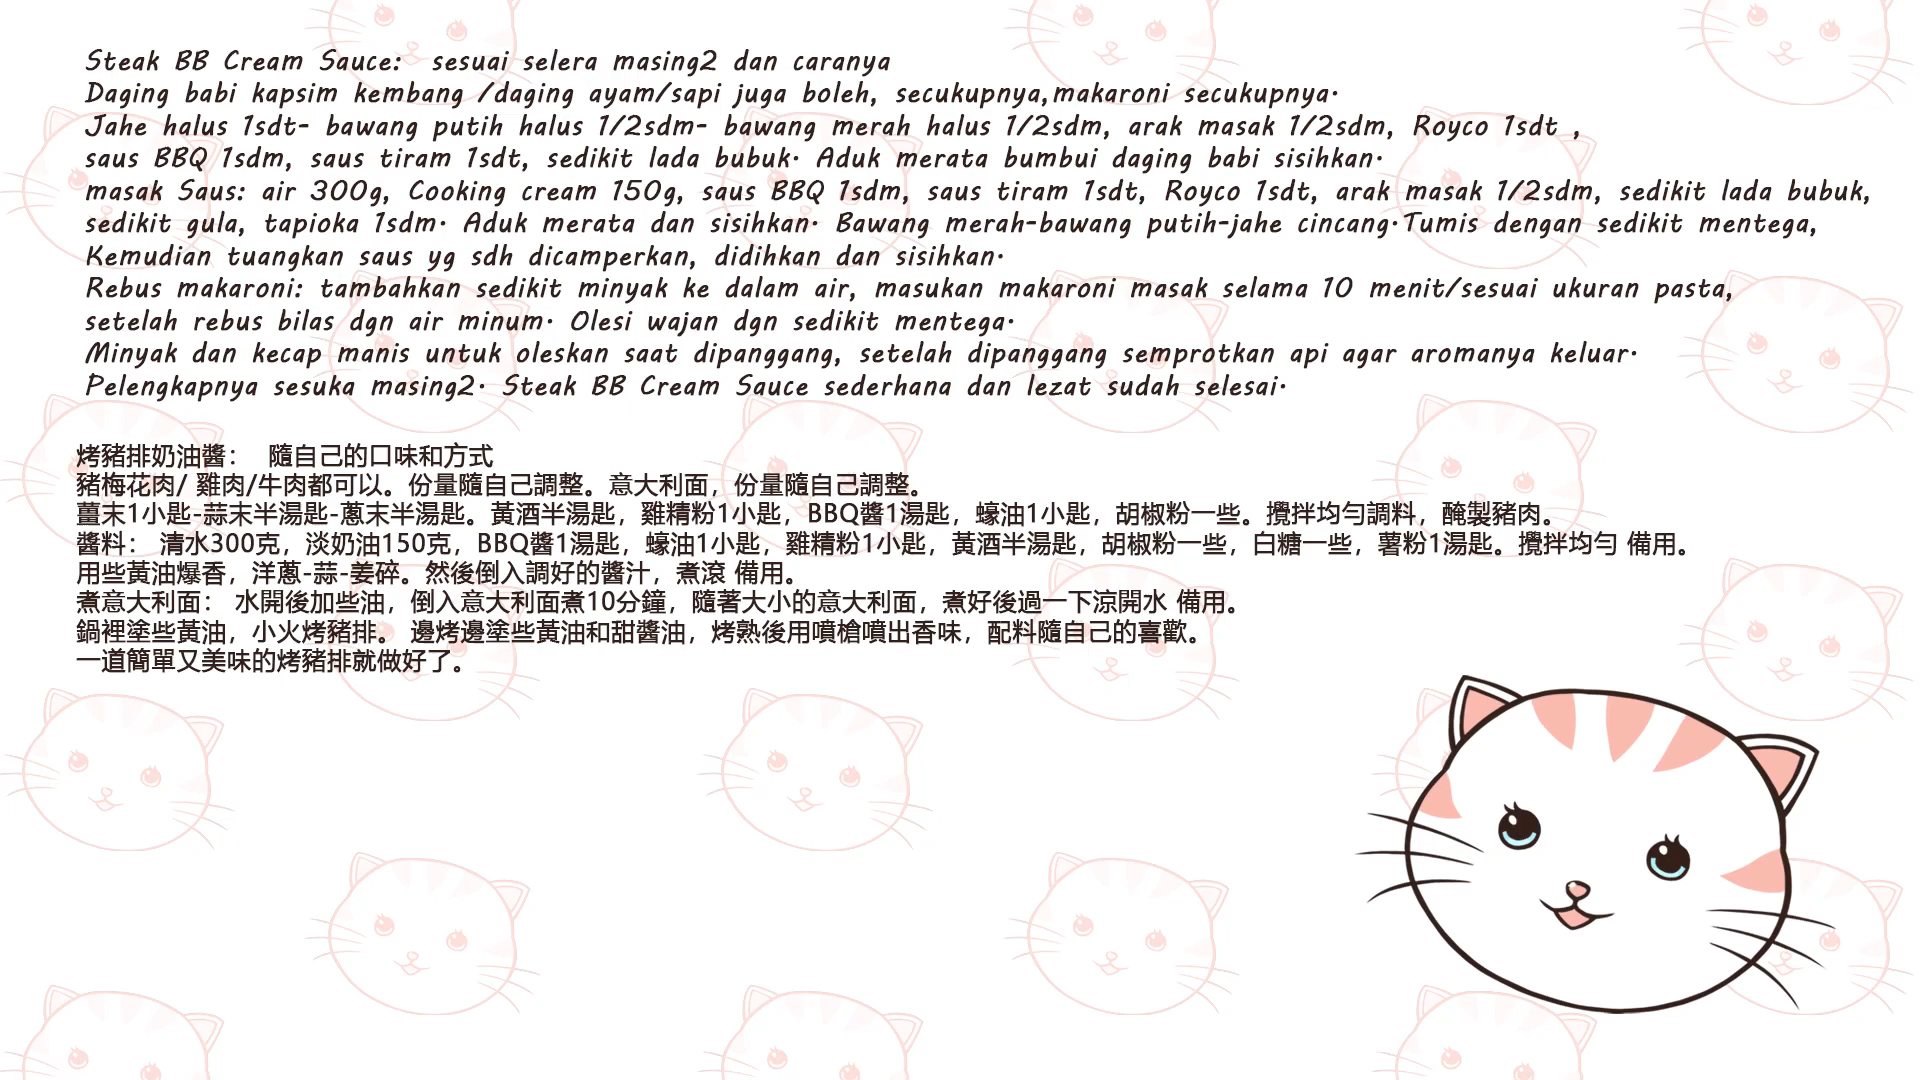 Steak BB Cream Sauce:  sesuai selera masing2 dan caranya
Daging babi kapsim kembang /daging ayam/sapi juga boleh, secukupnya,makaroni secukupnya.
Jahe halus 1sdt- bawang putih halus 1/2sdm- bawang merah halus 1/2sdm, arak masak 1/2sdm, Royco 1sdt ,
saus BBQ 1sdm, saus tiram 1sdt, sedikit lada bubuk. Aduk merata bumbui daging babi sisihkan.
masak Saus: air 300g, Cooking cream 150g, saus BBQ 1sdm, saus tiram 1sdt, Royco 1sdt, arak masak 1/2sdm, sedikit lada bubuk,
sedikit gula, tapioka 1sdm. Aduk merata dan sisihkan. Bawang merah-bawang putih-jahe cincang.Tumis dengan sedikit mentega,
Kemudian tuangkan saus yg sdh dicamperkan, didihkan dan sisihkan.
Rebus makaroni: tambahkan sedikit minyak ke dalam air, masukan makaroni masak selama 10 menit/sesuai ukuran pasta,
setelah rebus bilas dgn air minum. Olesi wajan dgn sedikit mentega.
Minyak dan kecap manis untuk oleskan saat dipanggang, setelah dipanggang semprotkan api agar aromanya keluar.
Pelengkapnya sesuka masing2. Steak BB Cream Sauce sederhana dan lezat sudah selesai.
烤豬排奶油醬：  隨自己的口味和方式
豬梅花肉/ 雞肉/牛肉都可以。份量隨自己調整。意大利面，份量隨自己調整。
薑末1小匙-蒜末半湯匙-蔥末半湯匙。黃酒半湯匙，雞精粉1小匙，BBQ醬1湯匙，蠔油1小匙，胡椒粉一些。攪拌均勻調料，醃製豬肉。
醬料： 清水300克，淡奶油150克，BBQ醬1湯匙，蠔油1小匙，雞精粉1小匙，黃酒半湯匙，胡椒粉一些，白糖一些，薯粉1湯匙。攪拌均勻 備用。
用些黃油爆香，洋蔥-蒜-姜碎。然後倒入調好的醬汁，煮滾 備用。
煮意大利面： 水開後加些油，倒入意大利面煮10分鐘，隨著大小的意大利面，煮好後過一下涼開水 備用。
鍋裡塗些黃油，小火烤豬排。 邊烤邊塗些黃油和甜醬油，烤熟後用噴槍噴出香味，配料隨自己的喜歡。
一道簡單又美味的烤豬排就做好了。